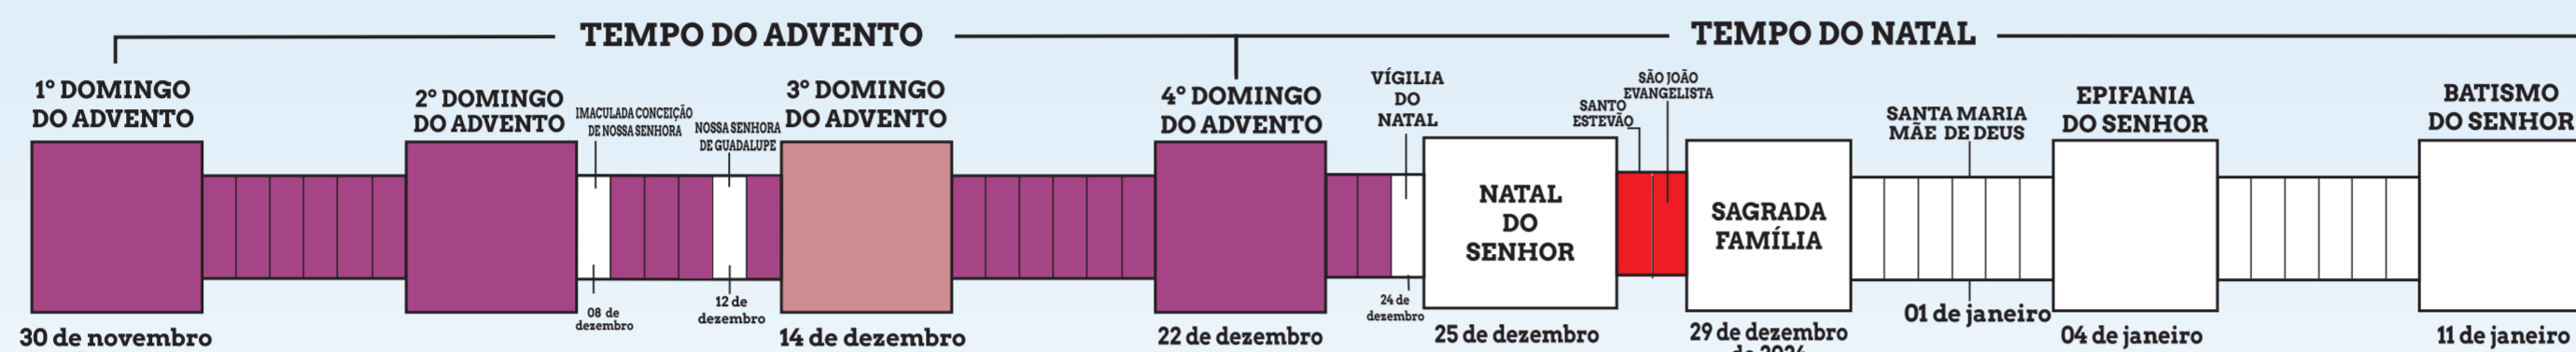 TEMPO DO ADVENTO
TEMPO DO NATAL
1º DOMINGO
DO ADVENTO
2º DOMINGO
DO ADVENTO
IMACULADA CONCEIÇÃO
DE NOSSA SENHORA
NOSSA SENHORA
DE GUADALUPE
3º DOMINGO
DO ADVENTO
4º DOMINGO
DO ADVENTO
VÍGILIA
DO
NATAL
SANTO
ESTEVÃO
SÃO JOÃO
EVANGELISTA
SANTA MARIA
MÃE DE DEUS
EPIFANIA
DO SENHOR
BATISMO
DO SENHOR
NATAL
DO
SENHOR
SAGRADA
FAMÍLIA
30 de novembro
08 de
dezembro
12 de
dezembro
14 de dezembro
22 de dezembro
24 de
dezembro
25 de dezembro
29 de dezembro
de 2024
01 de janeiro
04 de janeiro
11 de janeiro